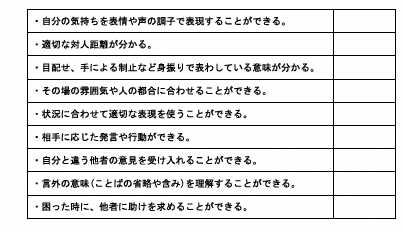 ・自分の気持ちを表情や声の調子で表現することができる。
・適切な対人距離が分かる。
・目配せ、手による制止など身振りで表わしている意味が分かる。
・その場の雰囲気や人の都合に合わせることができる。
・状況に合わせて適切な表現を使うことができる。
・相手に応じた発言や行動ができる。
・自分と違う他者の意見を受け入れることができる。
・言外の意味(ことばの省略や含み)を理解することができる。
・困った時に、他者に助けを求めることができる。